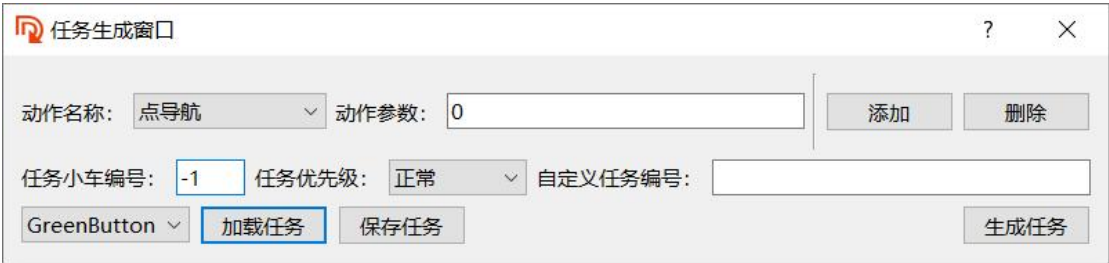 任务生成窗口 ?
动作名称： 点导航 动作参数： 0 添加 删除
任务小车编号： -1 任务优先级： 正常 自定义任务编号：
GreenButton 加载任务 保存任务 生成任务